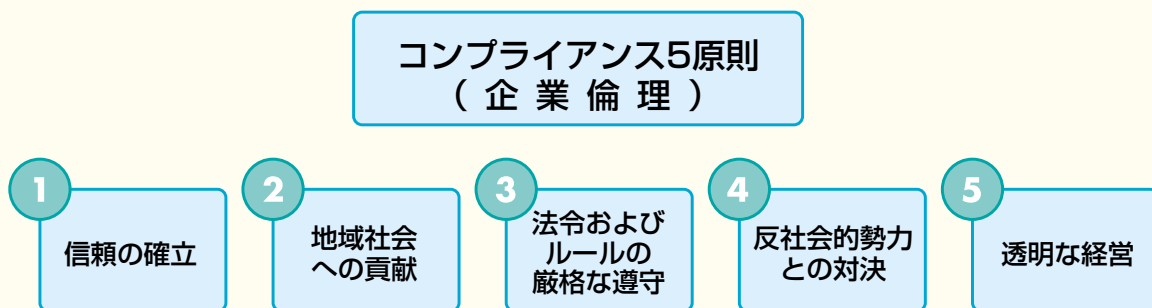 コンプライアンス5原則
(企業倫理)
1
信頼の確立
2
地域社会
への貢献
3
法令および
ルールの
厳格な遵守
4
反社会的勢力
との対決
5
透明な経営